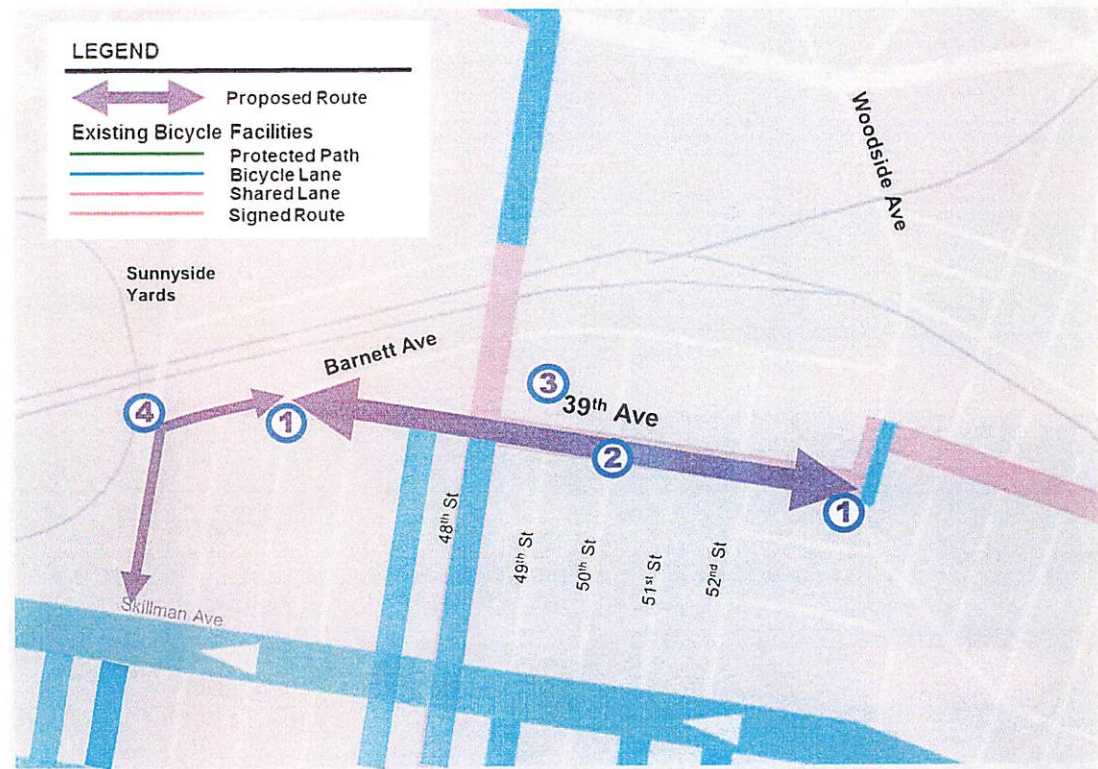 LEGEND
Proposed Route
Existing Bicycle Facilities
Protected Path
Bicycle Lane
Shared Lane
Signed Route
Woodside Ave
Sunnyside
Yards
Barnett Ave
3
39th Ave
4
1
2
1
48th St
49th St
50th St
51st St
52nd St
Skillman Ave